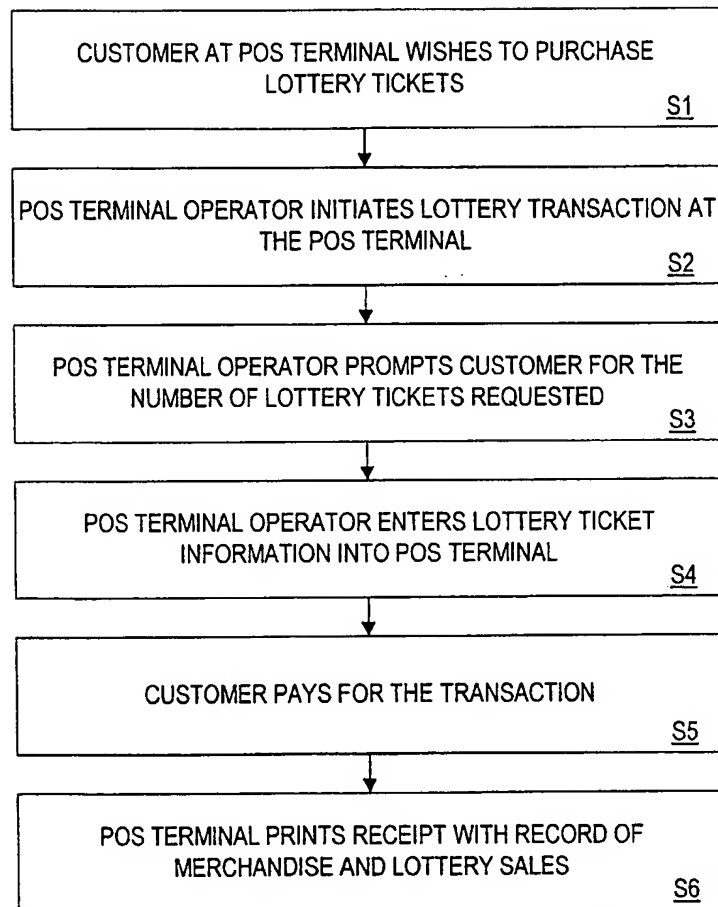 CUSTOMER AT POS TERMINAL WISHES TO PURCHASE
LOTTERY TICKETS
S1
POS TERMINAL OPERATOR INITIATES LOTTERY TRANSACTION AT
THE POS TERMINAL
S2
POS TERMINAL OPERATOR PROMPTS CUSTOMER FOR THE
NUMBER OF LOTTERY TICKETS REQUESTED
S3
POS TERMINAL OPERATOR ENTERS LOTTERY TICKET
INFORMATION INTO POS TERMINAL
S4
CUSTOMER PAYS FOR THE TRANSACTION
S5
POS TERMINAL PRINTS RECEIPT WITH RECORD OF
MERCHANDISE AND LOTTERY SALES
S6